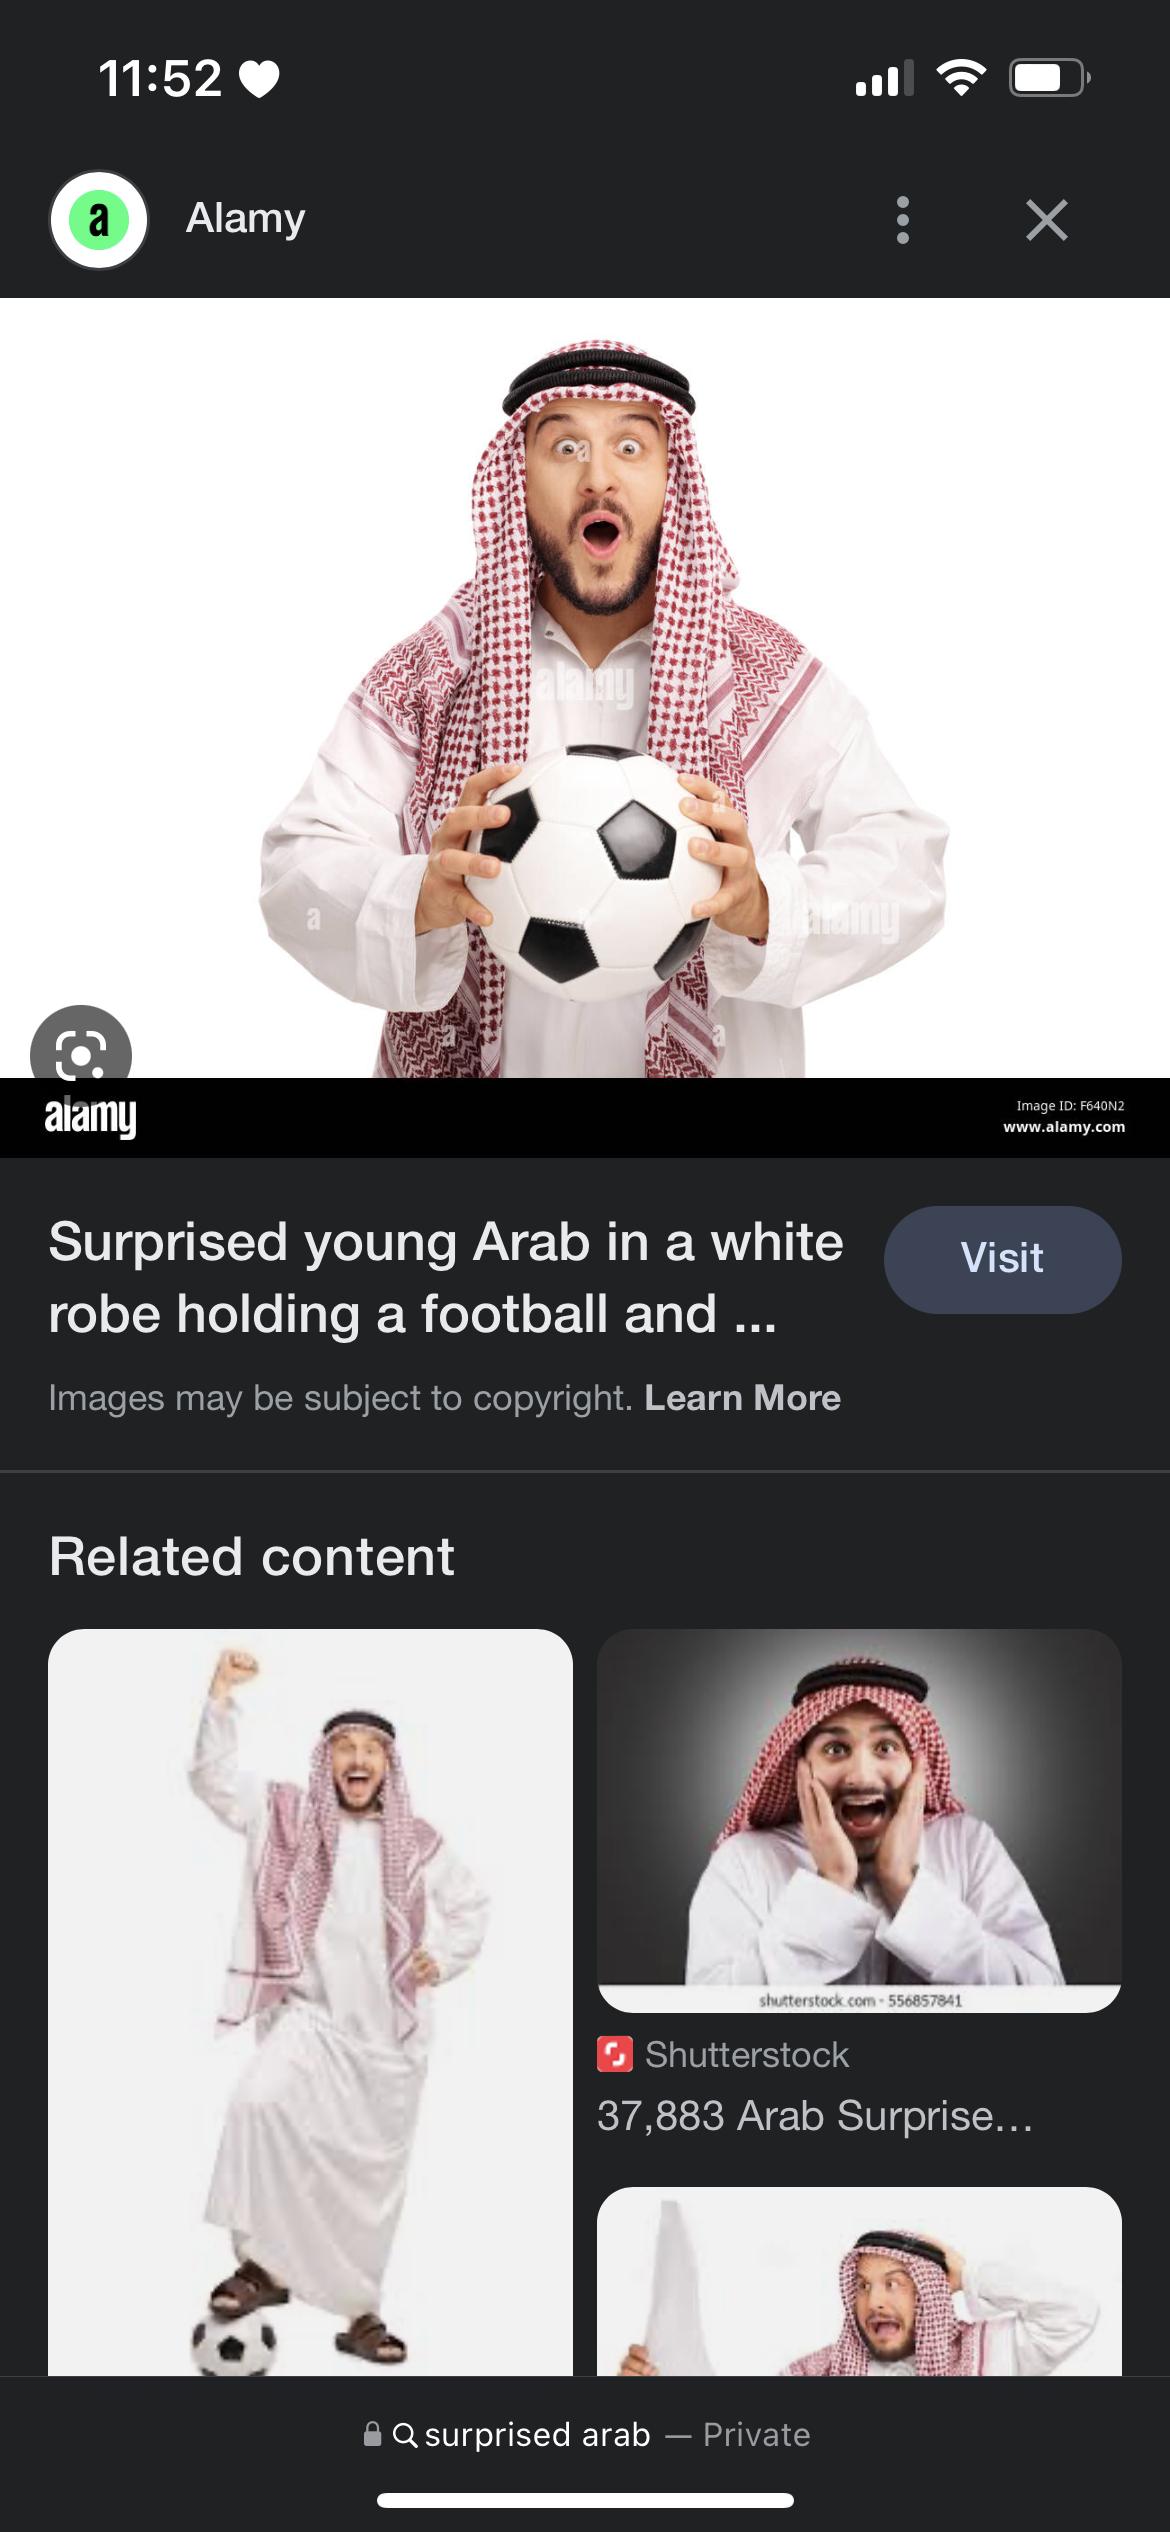 11:52
a
Alamy
a
alamy
a
a
a
alamy
a
a
alamy
Image ID: F640N2
www.alamy.com
Surprised young Arab in a white
robe holding a football and ...
Visit
Images may be subject to copyright. Learn More
Related content
shutterstock.com · 556857841
Shutterstock
37,883 Arab Surprise...
surprised arab — Private